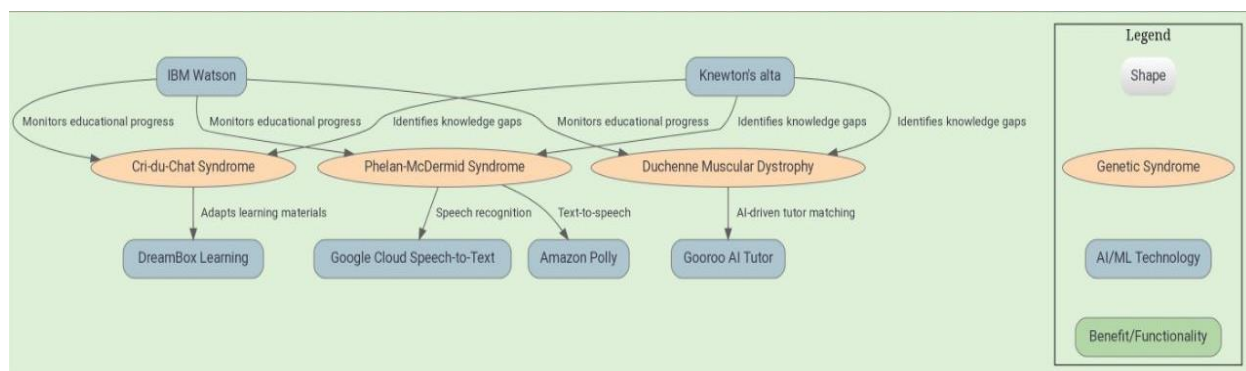 Legend
IBM Watson
Knewton's alta
Shape
Monitors educational progress
Monitors educational progress
Identifies knowledge gaps
Monitors educational progress
Identifies knowledge gaps
Identifies knowledge gaps
Cri-du-Chat Syndrome
Phelan-McDermid Syndrome
Duchenne Muscular Dystrophy
Genetic Syndrome
Adapts learning materials
Speech recognition
Text-to-speech
AI-driven tutor matching
DreamBox Learning
Google Cloud Speech-to-Text
Amazon Polly
Gooroo AI Tutor
AI/ML Technology
Benefit/Functionality